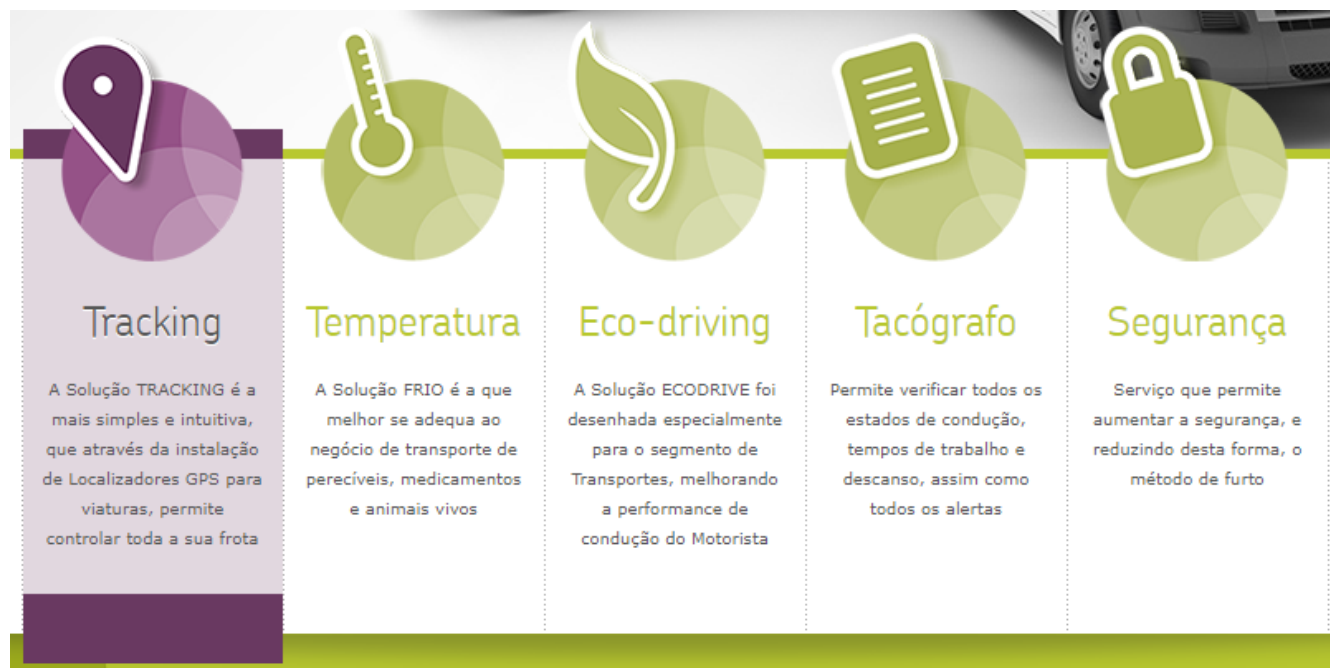 Tracking
A Solução TRACKING é a
mais simples e intuitiva,
que através da instalação
de Localizadores GPS para
viaturas, permite
controlar toda a sua frota
Temperatura
A Solução FRIO é a que
melhor se adequa ao
negócio de transporte de
perecíveis, medicamentos
e animais vivos
Eco-driving
A Solução ECODRIVE foi
desenhada especialmente
para o segmento de
Transportes, melhorando
a performance de
condução do Motorista
Tacógrafo
Permite verificar todos os
estados de condução,
tempos de trabalho e
descanso, assim como
todos os alertas
Segurança
Serviço que permite
aumentar a segurança, e
reduzindo desta forma, o
método de furto